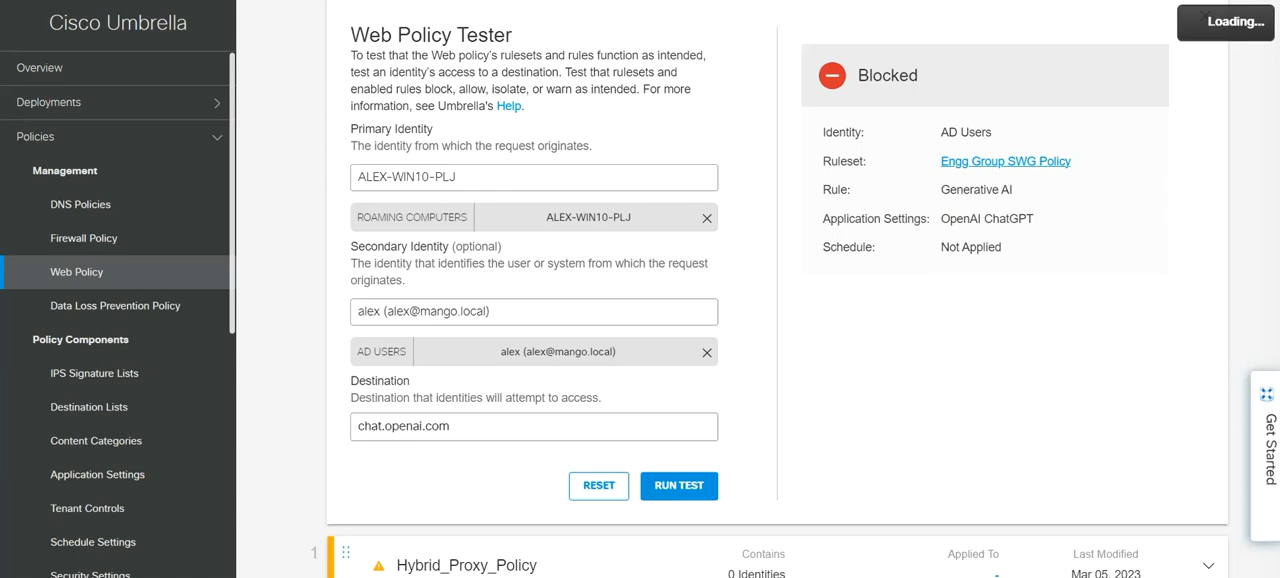 Cisco Umbrella
Overview
Deployments
Policies
Management
DNS Policies
Firewall Policy
Web Policy
Data Loss Prevention Policy
Policy Components
IPS Signature Lists
Destination Lists
Content Categories
Application Settings
Tenant Controls
Schedule Settings
Security Settings
Web Policy Tester
To test that the Web policy's rulesets and rules function as intended,
test an identity's access to a destination. Test that rulesets and
enabled rules block, allow, isolate, or warn as intended. For more
information, see Umbrella's Help.
Primary Identity
The identity from which the request originates.
ALEX-WIN10-PLJ
ROAMING COMPUTERS ALEX-WIN10-PLJ
Secondary Identity (optional)
The identity that identifies the user or system from which the request
originates.
alex (alex@mango.local)
AD USERS alex (alex@mango.local)
Destination
Destination that identities will attempt to access.
chat.openai.com
RESET RUN TEST
Loading...
Blocked
Identity: AD Users
Ruleset: Engg Group SWG Policy
Rule: Generative AI
Application Settings: OpenAI ChatGPT
Schedule: Not Applied
Get Started
1
Hybrid_Proxy_Policy
Contains
0 Identities
Applied To
-
Last Modified
Mar 05, 2023